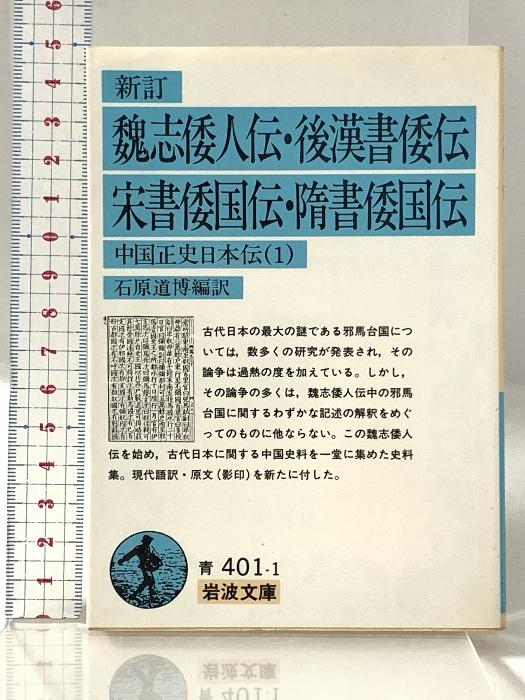 新訂
魏志倭人伝・後漢書倭伝
宋書倭国伝・隋書倭国伝
中国正史日本伝(1)
石原道博編訳
古代日本の最大の謎である邪馬台国につ
いては，数多くの研究が発表され，その
論争は過熱の度を加えている。しかし，
その論争の多くは，魏志倭人伝中の邪馬
台国に関するわずかな記述の解釈をめぐ
ってのものに他ならない。この魏志倭人
伝を始め，古代日本に関する中国史料を一堂に集めた史料
集。現代語訳・原文(影印)を新たに付した。
青 401-1
岩波文庫